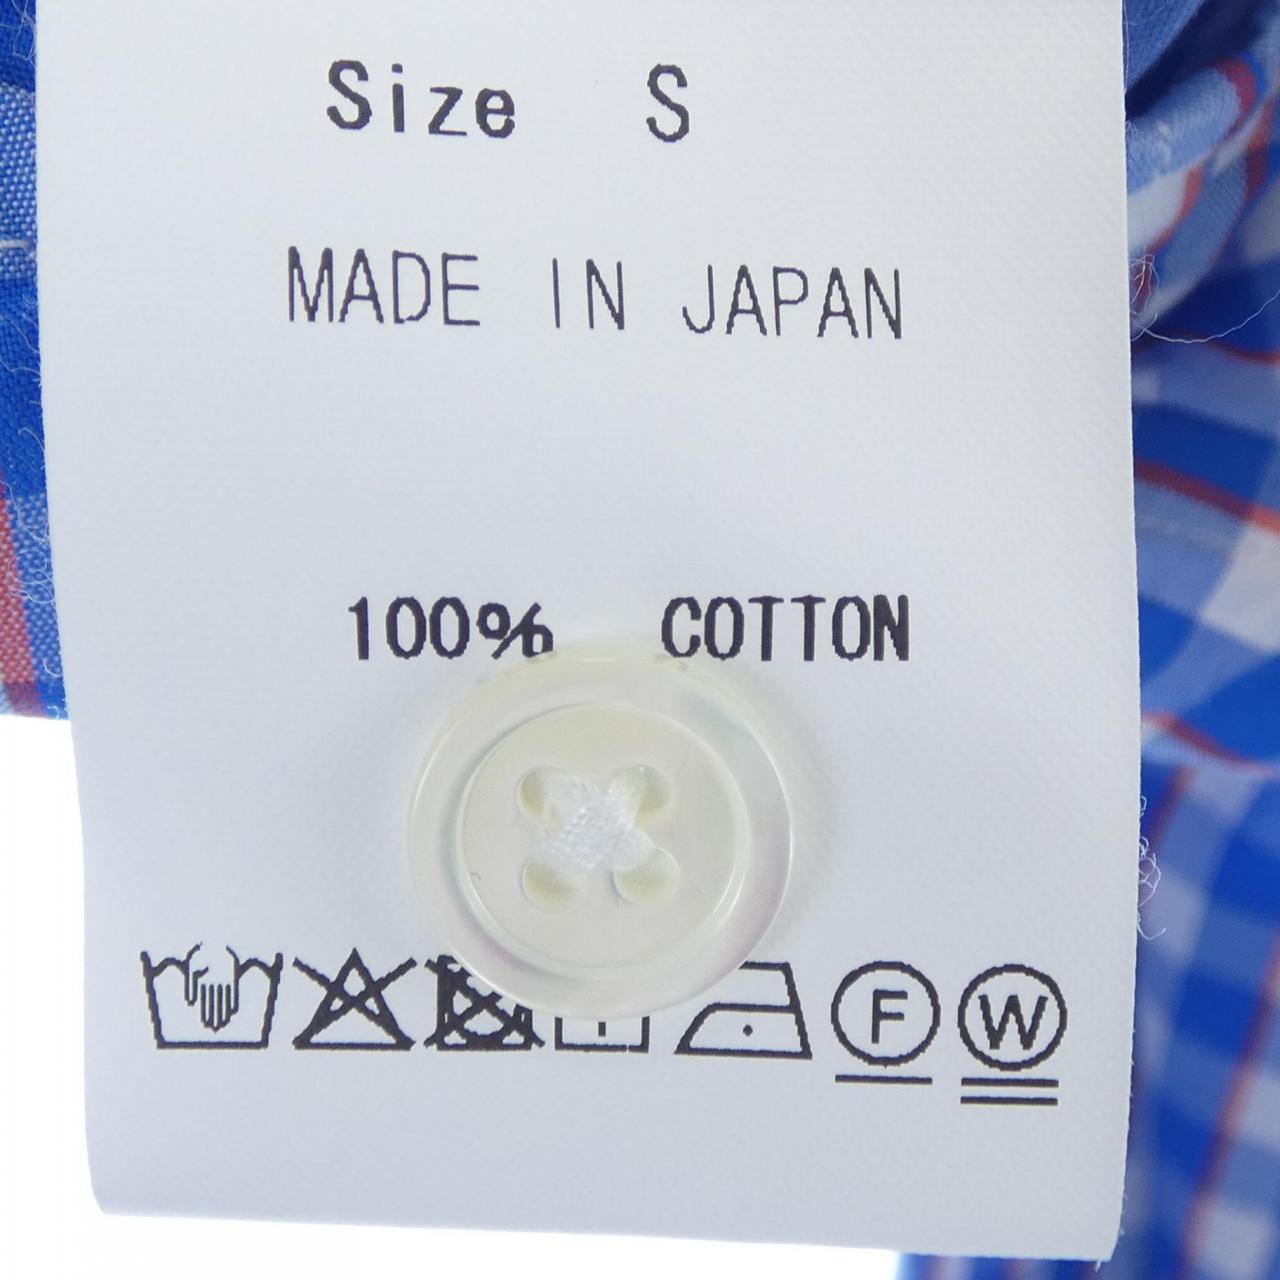 Size S
MADE IN JAPAN
100% COTTON
F W